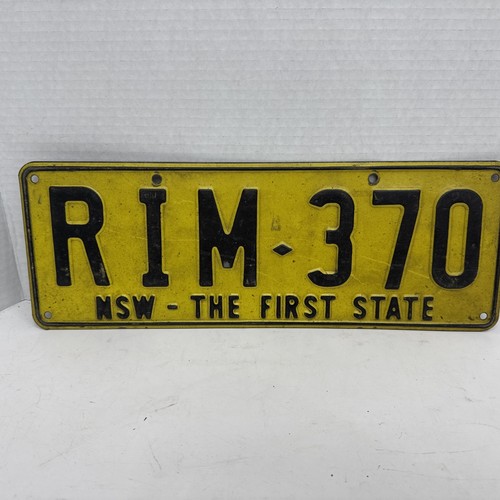 RIM·370
NSW - THE FIRST STATE